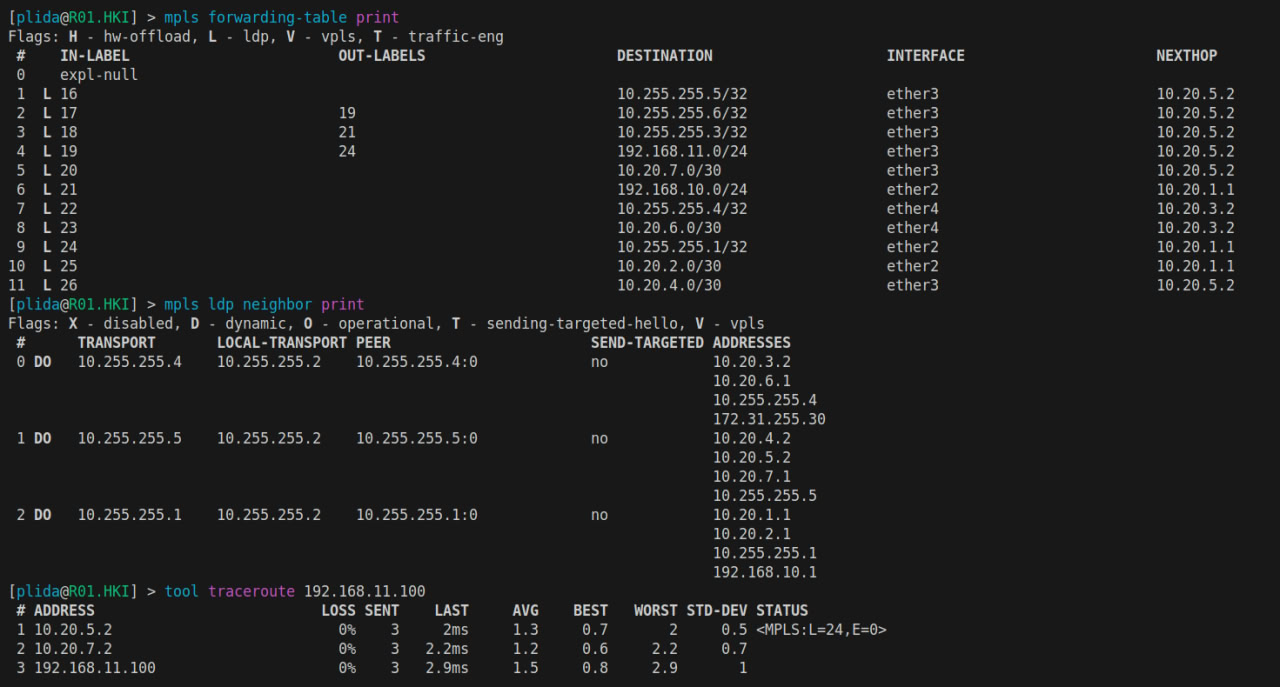 [plida@R01.HKI] > mpls forwarding-table print
Flags: H - hw-offload, L - ldp, V - vpls, T - traffic-eng
# IN-LABEL OUT-LABELS DESTINATION INTERFACE NEXTHOP
0 expl-null
1 L 16 10.255.255.5/32 ether3 10.20.5.2
2 L 17 19 10.255.255.6/32 ether3 10.20.5.2
3 L 18 21 10.255.255.3/32 ether3 10.20.5.2
4 L 19 24 192.168.11.0/24 ether3 10.20.5.2
5 L 20 10.20.7.0/30 ether3 10.20.5.2
6 L 21 192.168.10.0/24 ether2 10.20.1.1
7 L 22 10.255.255.4/32 ether4 10.20.3.2
8 L 23 10.20.6.0/30 ether4 10.20.3.2
9 L 24 10.255.255.1/32 ether2 10.20.1.1
10 L 25 10.20.2.0/30 ether2 10.20.1.1
11 L 26 10.20.4.0/30 ether3 10.20.5.2
[plida@R01.HKI] > mpls ldp neighbor print
Flags: X - disabled, D - dynamic, O - operational, T - sending-targeted-hello, V - vpls
# TRANSPORT LOCAL-TRANSPORT PEER SEND-TARGETED ADDRESSES
0 DO 10.255.255.4 10.255.255.2 10.255.255.4:0 no 10.20.3.2
10.20.6.1
10.255.255.4
172.31.255.30
1 DO 10.255.255.5 10.255.255.2 10.255.255.5:0 no 10.20.4.2
10.20.5.2
10.20.7.1
10.255.255.5
2 DO 10.255.255.1 10.255.255.2 10.255.255.1:0 no 10.20.1.1
10.20.2.1
10.255.255.1
192.168.10.1
[plida@R01.HKI] > tool traceroute 192.168.11.100
# ADDRESS LOSS SENT LAST AVG BEST WORST STD-DEV STATUS
1 10.20.5.2 0% 3 2ms 1.3 0.7 2 0.5 <MPLS:L=24,E=0>
2 10.20.7.2 0% 3 2.2ms 1.2 0.6 2.2 0.7
3 192.168.11.100 0% 3 2.9ms 1.5 0.8 2.9 1